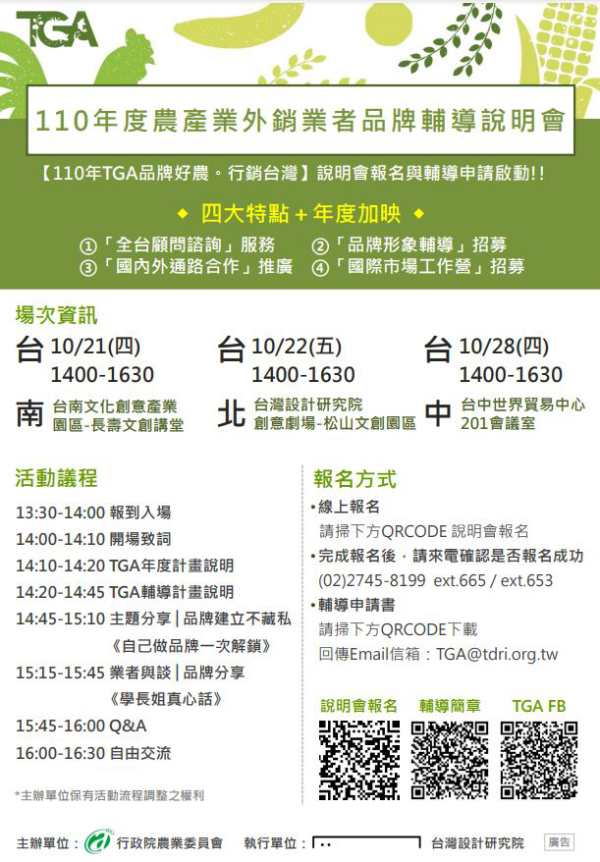 TGA
110年度農產業外銷業者品牌輔導說明會
【110年TGA品牌好農。行銷台灣】說明會報名與輔導申請啟動!!
四大特點+年度加映
①「全台顧問諮詢」服務 ②「品牌形象輔導」招募
③「國內外通路合作」推廣 ④「國際市場工作營」招募
場次資訊
台南
10/21(四)
1400-1630
台南文化創意產業
園區-長壽文創講堂
台北
10/22(五)
1400-1630
台灣設計研究院
創意劇場-松山文創園區
台中
10/28(四)
1400-1630
台中世界貿易中心
201會議室
活動議程
13:30-14:00 報到入場
14:00-14:10 開場致詞
14:10-14:20 TGA年度計畫說明
14:20-14:45 TGA輔導計畫說明
14:45-15:10 主題分享|品牌建立不藏私
《自己做品牌一次解鎖》
15:15-15:45 業者與談|品牌分享
《學長姐真心話》
15:45-16:00 Q&A
16:00-16:30 自由交流
*主辦單位保有活動流程調整之權利
報名方式
•線上報名
請掃下方QRCODE 說明會報名
•完成報名後,請來電確認是否報名成功
(02)2745-8199 ext.665 / ext.653
•輔導申請書
請掃下方QRCODE下載
回傳Email信箱:TGA@tdri.org.tw
說明會報名 輔導簡章 TGA FB
主辦單位: 行政院農業委員會 執行單位: 台灣設計研究院 廣告